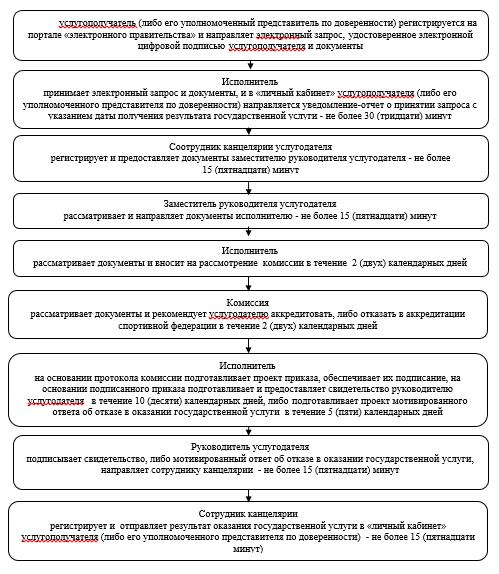 услугополучатель (либо его уполномоченный представитель по доверенности) регистрируется на
портале «электронного правительства» и направляет электронный запрос, удостоверенное электронной
цифровой подписью услугополучателя и документы
Исполнитель
принимает электронный запрос и документы, и в «личный кабинет» услугополучателя (либо его
уполномоченного представителя по доверенности) направляется уведомление-отчет о принятии запроса с
указанием даты получения результата государственной услуги - не более 30 (тридцати) минут
Соотрудник канцелярии услугодателя
регистрирует и предоставляет документы заместителю руководителя услугодателя - не более
15 (пятнадцати) минут
Заместитель руководителя услугодателя
рассматривает и направляет документы исполнителю - не более 15 (пятнадцати) минут
Исполнитель
рассматривает документы и вносит на рассмотрение комиссии в течение 2 (двух) календарных дней
Комиссия
рассматривает документы и рекомендует услугодателю аккредитовать, либо отказать в аккредитации
спортивной федерации в течение 2 (двух) календарных дней
Исполнитель
на основании протокола комиссии подготавливает проект приказа, обеспечивает их подписание, на
основании подписанного приказа подготавливает и предоставляет свидетельство руководителю
услугодателя в течение 10 (десяти) календарных дней, либо подготавливает проект мотивированного
ответа об отказе в оказании государственной услуги в течение 5 (пяти) календарных дней
Руководитель услугодателя
подписывает свидетельство, либо мотивированный ответ об отказе в оказании государственной услуги,
направляет сотруднику канцелярии - не более 15 (пятнадцати) минут
Сотрудник канцелярии
регистрирует и отправляет результат оказания государственной услуги в «личный кабинет»
услугополучателя (либо его уполномоченного представителя по доверенности) - не более 15 (пятнадцати
минут)